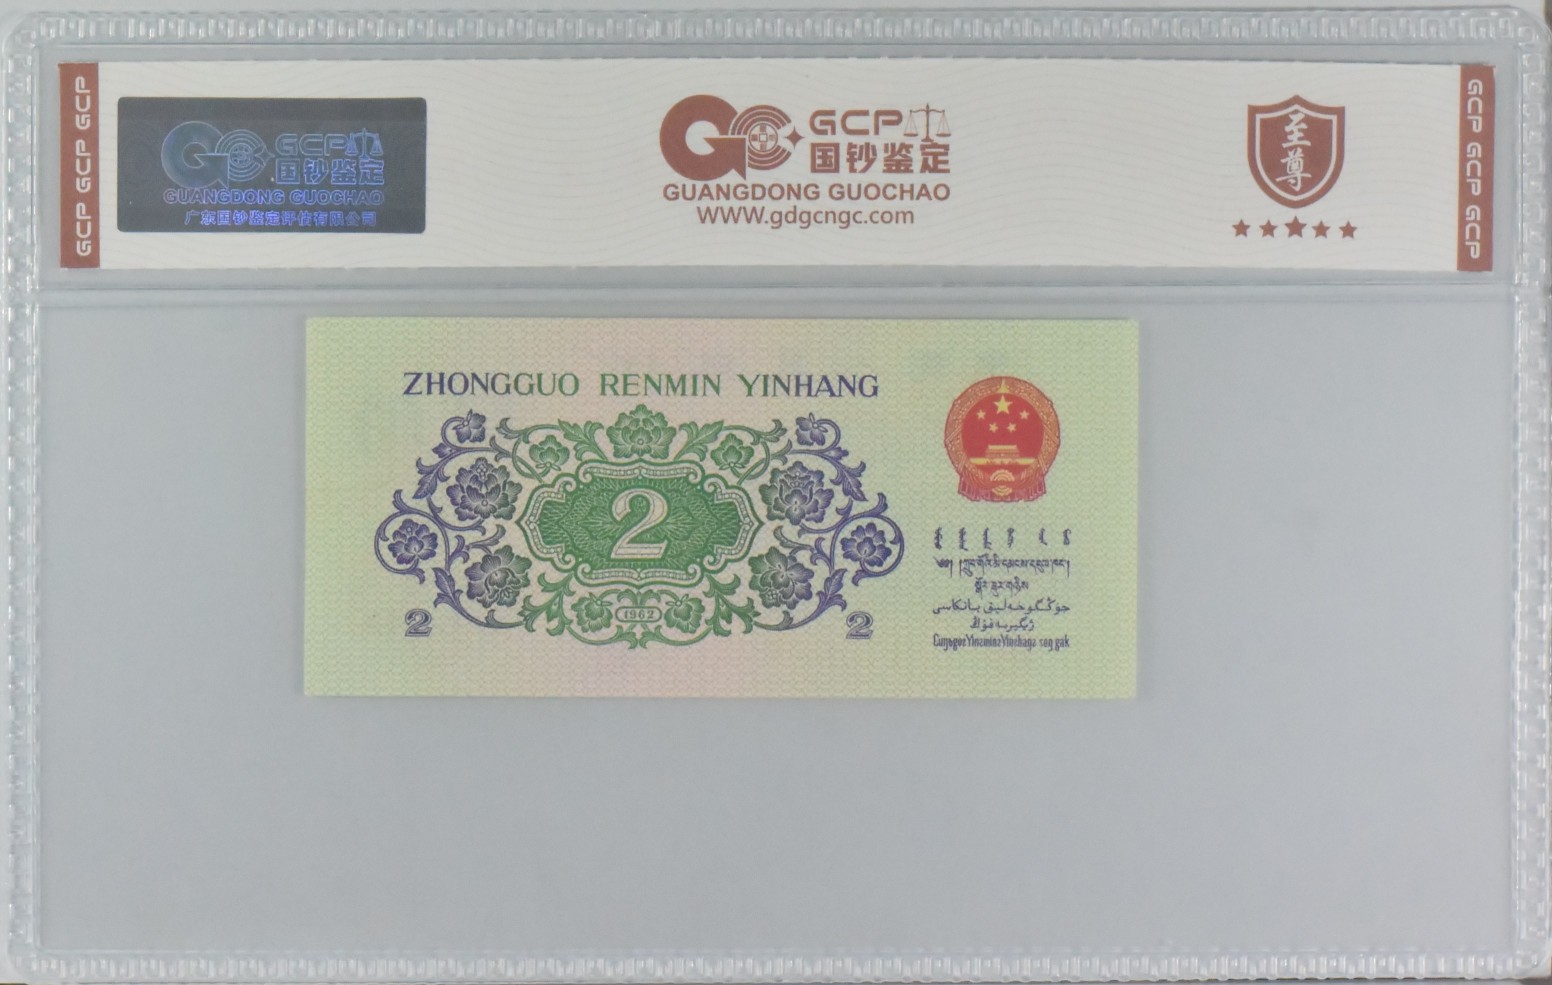 GCP GCP GCP
GCP
国钞鉴定
GUANGDONG GUOCHAO
广东国钞鉴定评估有限公司
GCP
国钞鉴定
GUANGDONG GUOCHAO
WWW.gdgcngc.com
至尊
GCP GCP GCP
ZHONGGUO RENMIN YINHANG
2
1962
2
2